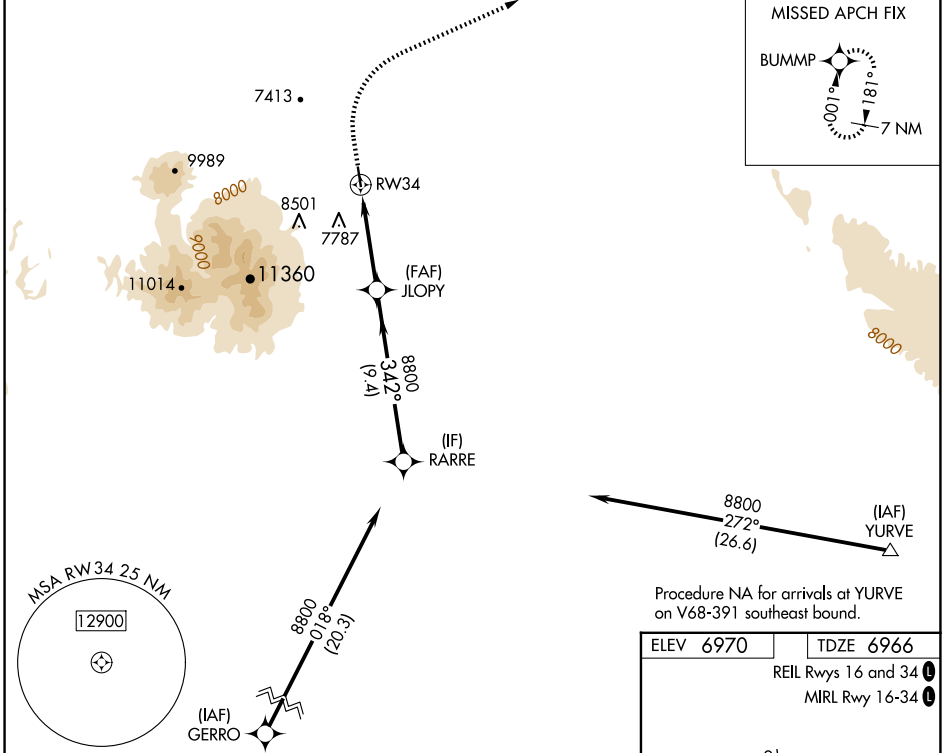 MISSED APCH FIX
BUMMP
001°
181°
7 NM
7413
9989
8000
8501
7787
RW34
9000
11014
11360
(FAF)
JLOPY
8000
8800
342°
(9.4)
(IF)
RARRE
8800
272°
(26.6)
(IAF)
YURVE
MSA RW34 25 NM
12900
8800
018°
(20.3)
(IAF)
GERRO
Procedure NA for arrivals at YURVE
on V68-391 southeast bound.
ELEV 6970
TDZE 6966
REIL Rwys 16 and 34 L
MIRL Rwy 16-34 L